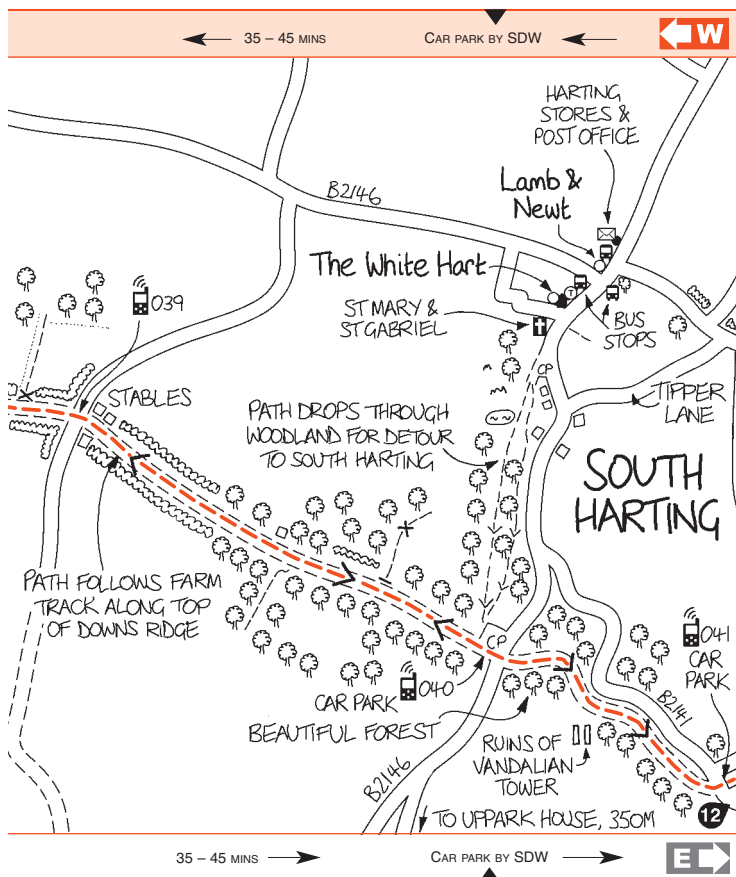 35 – 45 MINS
CAR PARK BY SDW
W
HARTING
STORES &
POST OFFICE
B2146
Lamb &
Newt
The White Hart
T
039
ST MARY &
ST GABRIEL
BUS
STOPS
CP
STABLES
TIPPER
LANE
PATH DROPS THROUGH
WOODLAND FOR DETOUR
TO SOUTH HARTING
SOUTH
HARTING
PATH FOLLOWS FARM
TRACK ALONG TOP
OF DOWNS RIDGE
041
CAR
PARK
CP
040
CAR PARK
BEAUTIFUL FOREST
B2141
RUINS OF
VANDALIAN
TOWER
B2146
TO UPPARK HOUSE, 350M
12
35 – 45 MINS
CAR PARK BY SDW
E